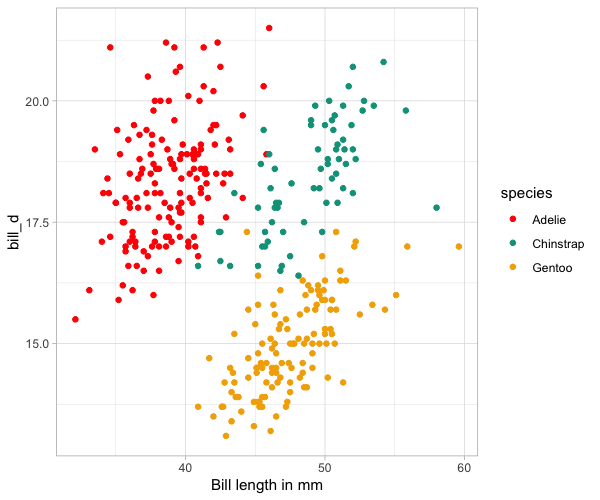 20.0
17.5
15.0
bill_d
40
50
60
Bill length in mm
species
Adelie
Chinstrap
Gentoo